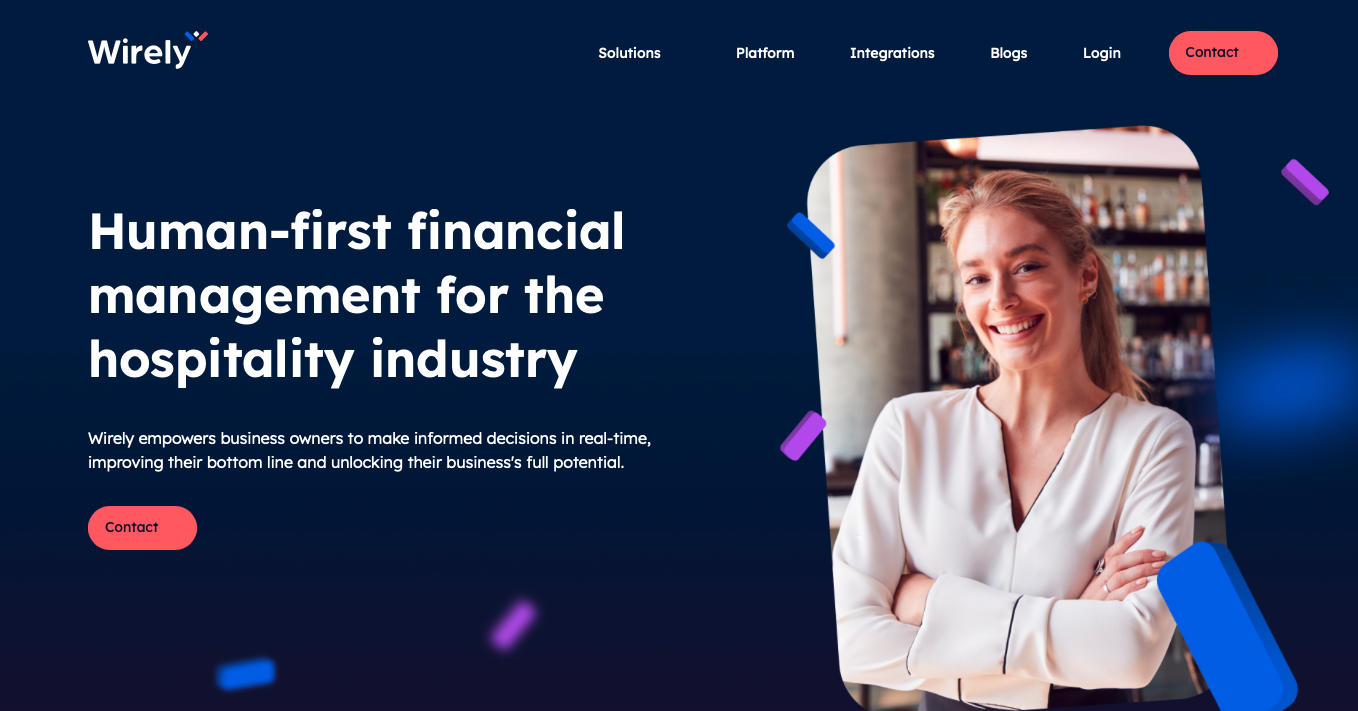 Wirely
Solutions
Platform
Integrations
Blogs
Login
Contact
Human-first financial
management for the
hospitality industry
Wirely empowers business owners to make informed decisions in real-time,
improving their bottom line and unlocking their business's full potential.
Contact